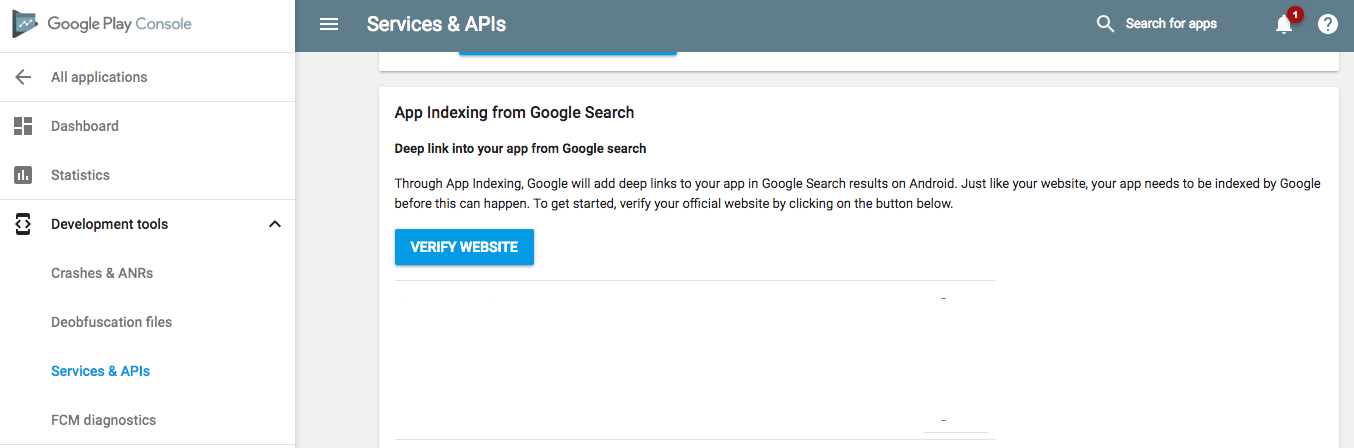 Google Play Console
Services & APIs
Search for apps
1
All applications
Dashboard
Statistics
Development tools
Crashes & ANRs
Deobfuscation files
Services & APIs
FCM diagnostics
App Indexing from Google Search
Deep link into your app from Google search
Through App Indexing, Google will add deep links to your app in Google Search results on Android. Just like your website, your app needs to be indexed by Google
before this can happen. To get started, verify your official website by clicking on the button below.
VERIFY WEBSITE